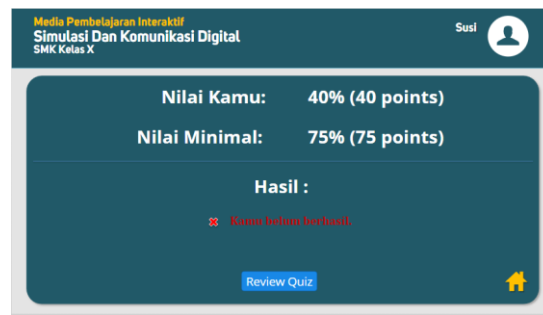 Media Pembelajaran Interaktif
Simulasi Dan Komunikasi Digital
SMK Kelas X
Susi
Nilai Kamu: 40% (40 points)
Nilai Minimal: 75% (75 points)
Hasil :
Kamu belum berhasil.
Review Quiz